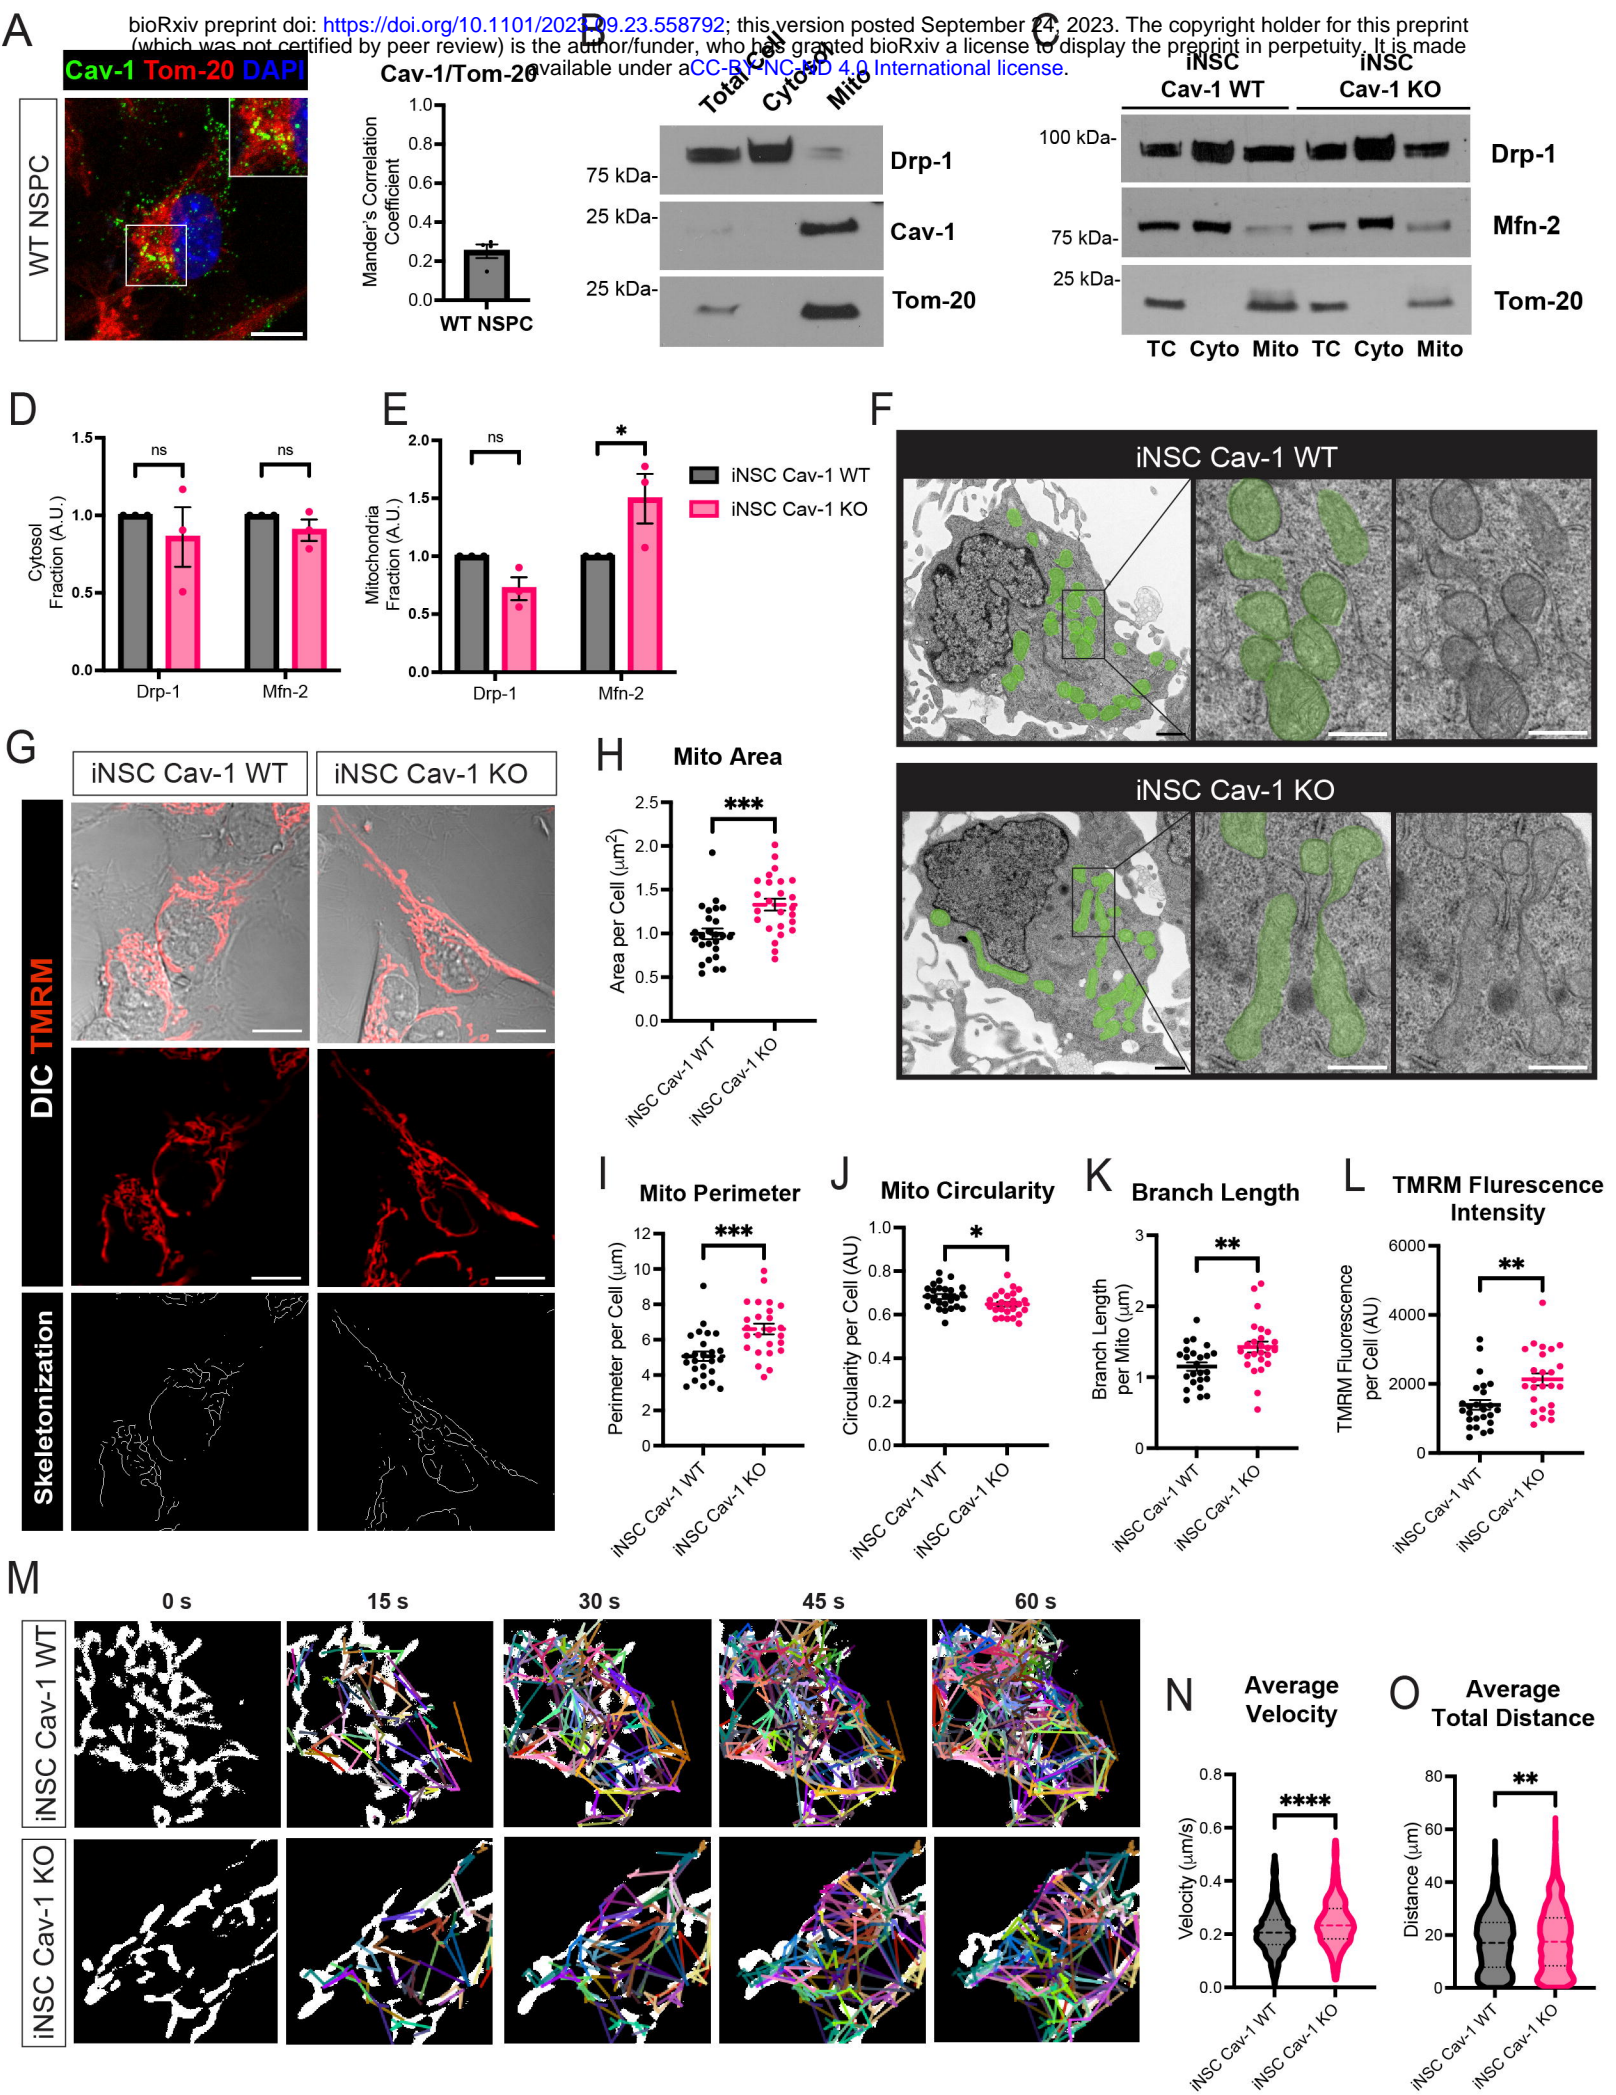 bioRxiv preprint doi: https://doi.org/10.1101/2023.09.23.558792; this version posted September 24, 2023. The copyright holder for this preprint
(which was not certified by peer review) is the author/funder, who has granted bioRxiv a license to display the preprint in perpetuity. It is made
available under aCC-BY-NC-ND 4.0 International license.
A
Cav-1 Tom-20 DAPI
WT NSPC
Cav-1/Tom-20
Mander's Correlation
Coefficient
1.0
0.8
0.6
0.4
0.2
0.0
WT NSPC
B
Total Cell
Cytosol
Mito
75 kDa-
25 kDa-
25 kDa-
Drp-1
Cav-1
Tom-20
C
iNSC
Cav-1 WT
iNSC
Cav-1 KO
100 kDa-
75 kDa-
25 kDa-
Drp-1
Mfn-2
Tom-20
TC Cyto Mito TC Cyto Mito
D
Cytosol
Fraction (A.U.)
1.5
1.0
0.5
0.0
ns
ns
Drp-1
Mfn-2
E
Mitochondria
Fraction (A.U.)
2.0
1.5
1.0
0.5
0.0
ns
*
Drp-1
Mfn-2
iNSC Cav-1 WT
iNSC Cav-1 KO
F
iNSC Cav-1 WT
iNSC Cav-1 KO
G
iNSC Cav-1 WT
iNSC Cav-1 KO
DIC TMRM
Skeletonization
H
Mito Area
Area per Cell (μm²)
2.5
2.0
1.5
1.0
0.5
0.0
***
iNSC Cav-1 WT
iNSC Cav-1 KO
I
Mito Perimeter
Perimeter per Cell (μm)
12
10
8
6
4
2
0
***
iNSC Cav-1 WT
iNSC Cav-1 KO
J
Mito Circularity
Circularity per Cell (AU)
1.0
0.8
0.6
0.4
0.2
0.0
*
iNSC Cav-1 WT
iNSC Cav-1 KO
K
Branch Length
Branch Length
per Mito (μm)
3
2
1
0
**
iNSC Cav-1 WT
iNSC Cav-1 KO
L
TMRM Flurescence
Intensity
TMRM Fluorescence
per Cell (AU)
6000
4000
2000
0
**
iNSC Cav-1 WT
iNSC Cav-1 KO
M
0 s
15 s
30 s
45 s
60 s
iNSC Cav-1 WT
iNSC Cav-1 KO
N
Average
Velocity
Velocity (μm/s)
0.8
0.6
0.4
0.2
0.0
****
iNSC Cav-1 WT
iNSC Cav-1 KO
O
Average
Total Distance
Distance (μm)
80
60
40
20
0
**
iNSC Cav-1 WT
iNSC Cav-1 KO